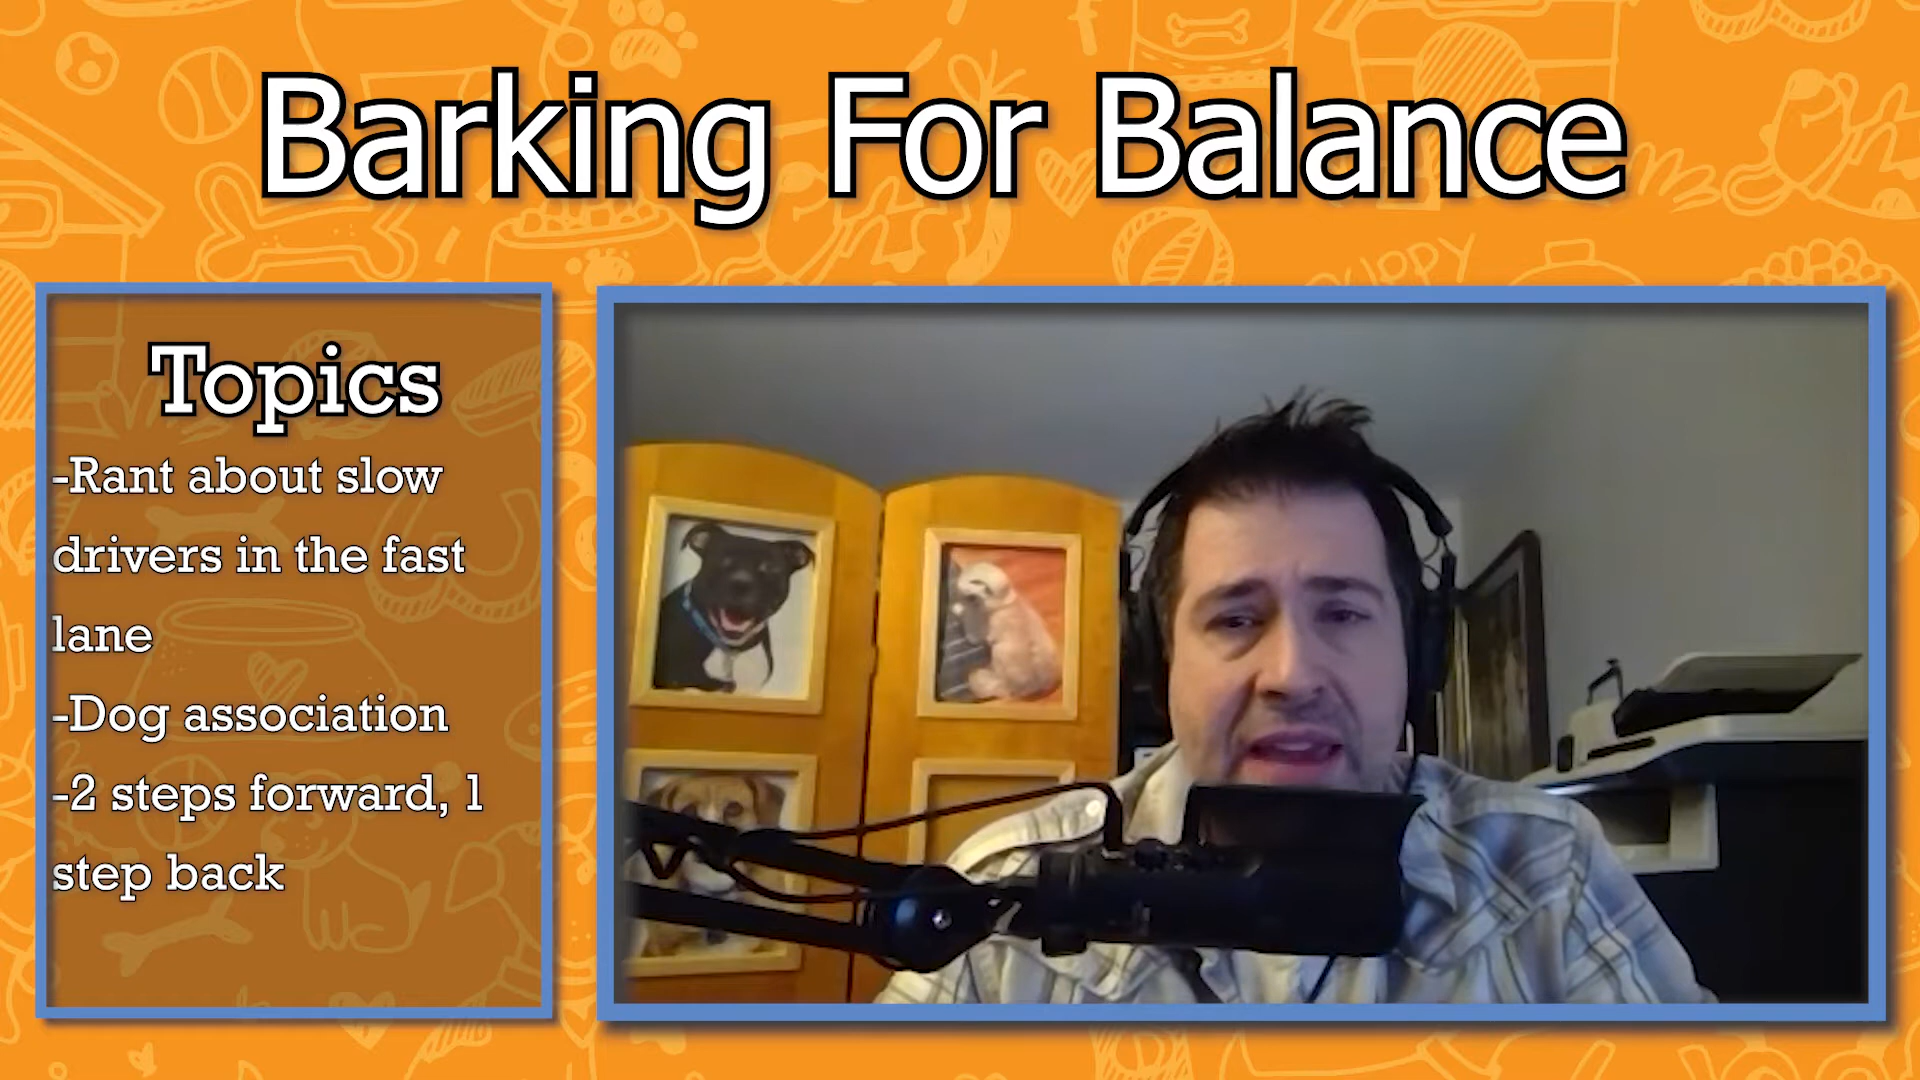 Barking For Balance
Topics
-Rant about slow
drivers in the fast
lane
-Dog association
-2 steps forward, 1
step back
puppy